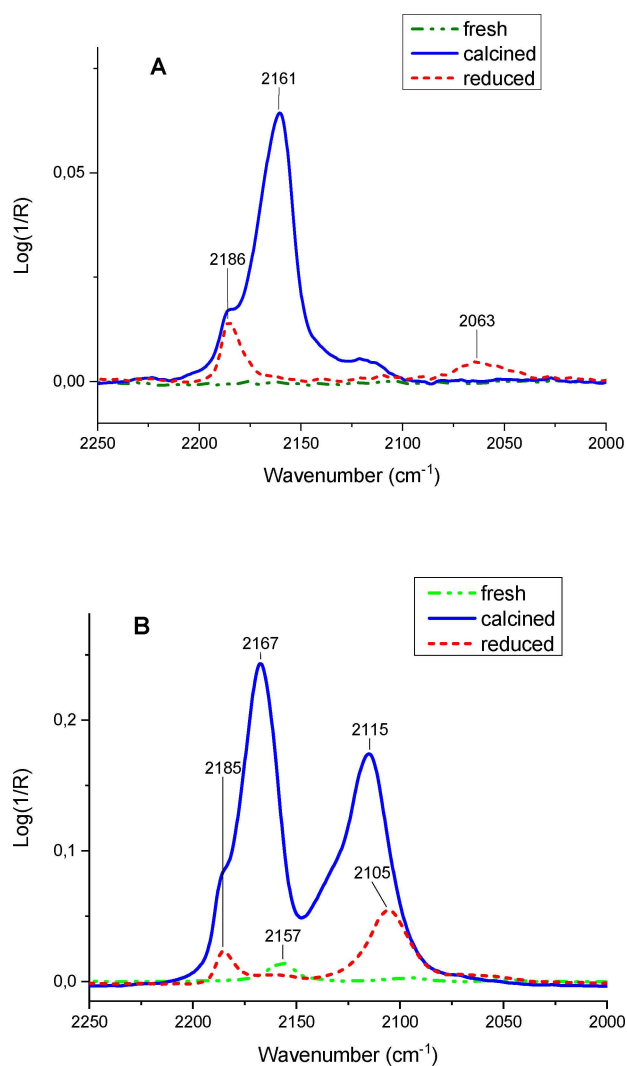 fresh
calcined
reduced
A
2161
2186
2063
0,05
0,00
Log(1/R)
2250 2200 2150 2100 2050 2000
Wavenumber (cm-1)
fresh
calcined
reduced
B
2167
2115
2185
2105
2157
0,2
0,1
0,0
Log(1/R)
2250 2200 2150 2100 2050 2000
Wavenumber (cm-1)